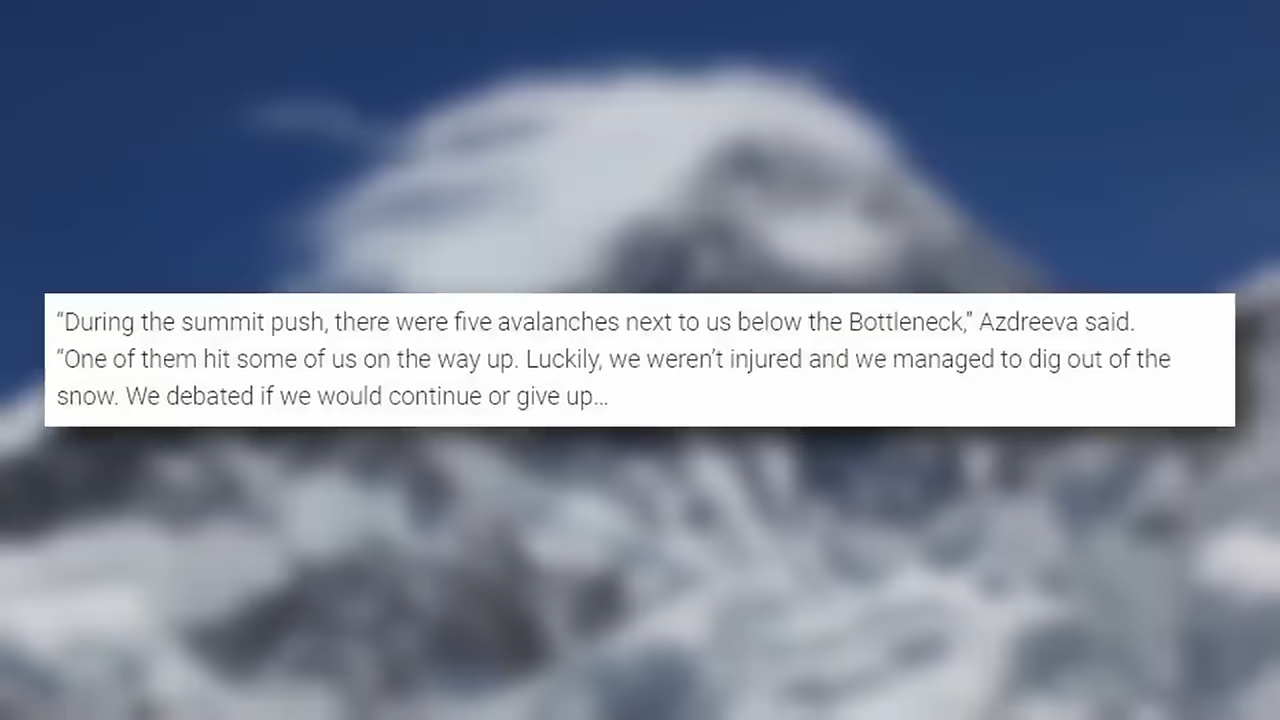 “During the summit push, there were five avalanches next to us below the Bottleneck,” Azdreeva said.
“One of them hit some of us on the way up. Luckily, we weren’t injured and we managed to dig out of the
snow. We debated if we would continue or give up...